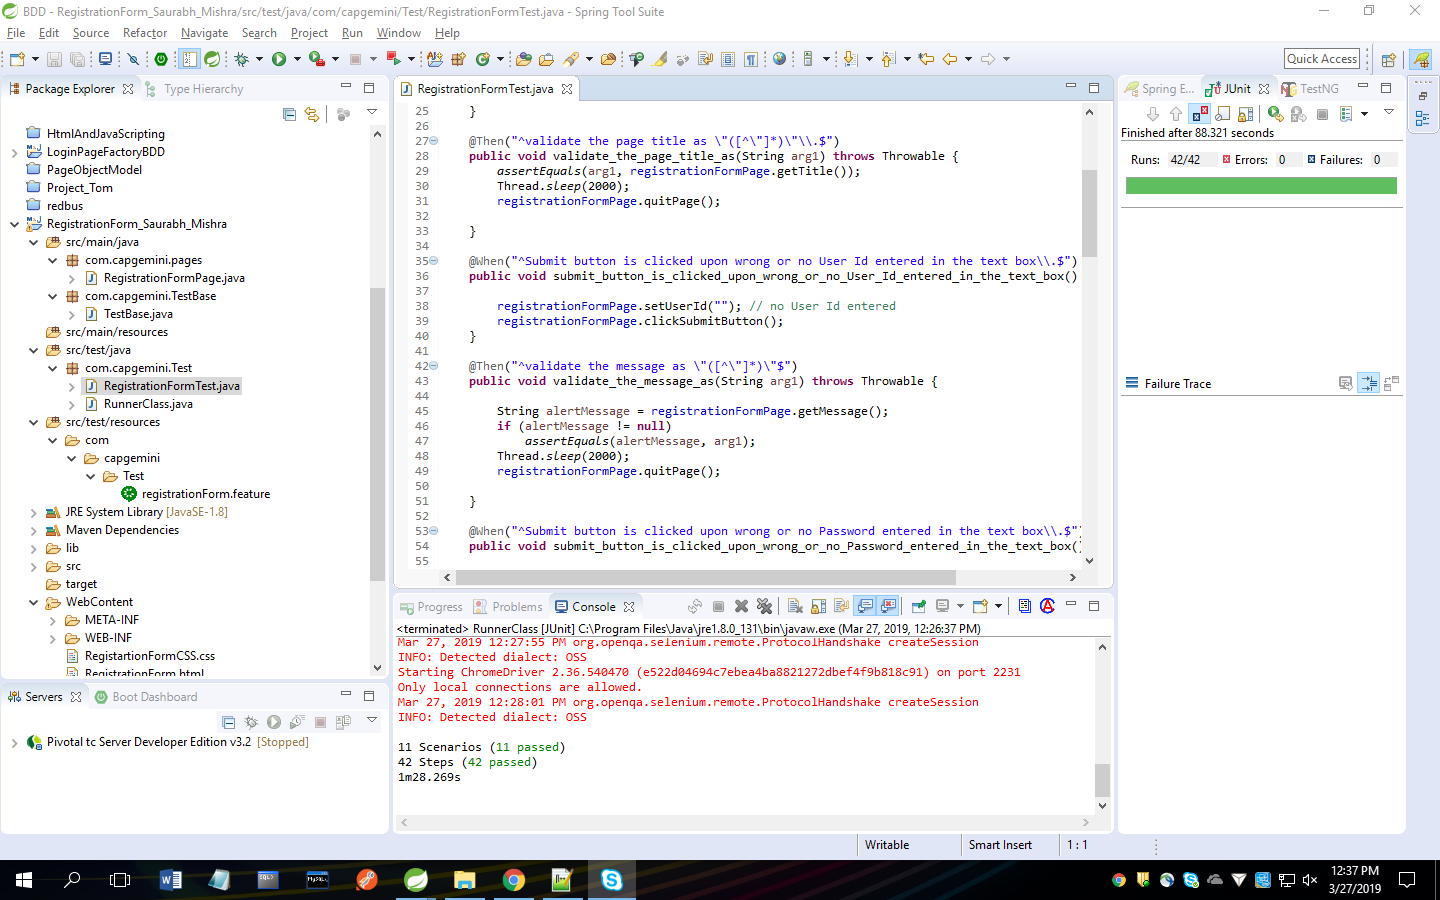 BDD - RegistrationForm_Saurabh_Mishra/src/test/java/com/capgemini/Test/RegistrationFormTest.java - Spring Tool Suite
File Edit Source Refactor Navigate Search Project Run Window Help
Quick Access
Package Explorer
Type Hierarchy
HtmlAndJavaScripting
LoginPageFactoryBDD
PageObjectModel
Project_Tom
redbus
RegistrationForm_Saurabh_Mishra
src/main/java
com.capgemini.pages
RegistrationFormPage.java
com.capgemini.TestBase
TestBase.java
src/main/resources
src/test/java
com.capgemini.Test
RegistrationFormTest.java
RunnerClass.java
src/test/resources
com
capgemini
Test
registrationForm.feature
JRE System Library [JavaSE-1.8]
Maven Dependencies
lib
src
target
WebContent
META-INF
WEB-INF
RegistartionFormCSS.css
RegistrationForm.html
Servers
Boot Dashboard
Pivotal tc Server Developer Edition v3.2 [Stopped]
RegistrationFormTest.java
25 }
26
27 @Then("^validate the page title as \"([^\"]*)\"\\.$")
28 public void validate_the_page_title_as(String arg1) throws Throwable {
29 assertEquals(arg1, registrationFormPage.getTitle());
30 Thread.sleep(2000);
31 registrationFormPage.quitPage();
32
33 }
34
35 @When("^Submit button is clicked upon wrong or no User Id entered in the text box\\.$")
36 public void submit_button_is_clicked_upon_wrong_or_no_User_Id_entered_in_the_text_box()
37
38 registrationFormPage.setUserId(""); // no User Id entered
39 registrationFormPage.clickSubmitButton();
40 }
41
42 @Then("^validate the message as \"([^\"]*)\"$")
43 public void validate_the_message_as(String arg1) throws Throwable {
44
45 String alertMessage = registrationFormPage.getMessage();
46 if (alertMessage != null)
47 assertEquals(alertMessage, arg1);
48 Thread.sleep(2000);
49 registrationFormPage.quitPage();
50
51 }
52
53 @When("^Submit button is clicked upon wrong or no Password entered in the text box\\.$"
54 public void submit_button_is_clicked_upon_wrong_or_no_Password_entered_in_the_text_box(
55
Progress
Problems
Console
<terminated> RunnerClass [JUnit] C:\Program Files\Java\jre1.8.0_131\bin\javaw.exe (Mar 27, 2019, 12:26:37 PM)
Mar 27, 2019 12:27:55 PM org.openqa.selenium.remote.ProtocolHandshake createSession
INFO: Detected dialect: OSS
Starting ChromeDriver 2.36.540470 (e522d04694c7ebea4ba8821272dbef4f9b818c91) on port 2231
Only local connections are allowed.
Mar 27, 2019 12:28:01 PM org.openqa.selenium.remote.ProtocolHandshake createSession
INFO: Detected dialect: OSS
11 Scenarios (11 passed)
42 Steps (42 passed)
1m28.269s
Spring E...
JUnit
TestNG
Finished after 88.321 seconds
Runs: 42/42 Errors: 0 Failures: 0
Failure Trace
Writable
Smart Insert
1 : 1
12:37 PM
3/27/2019